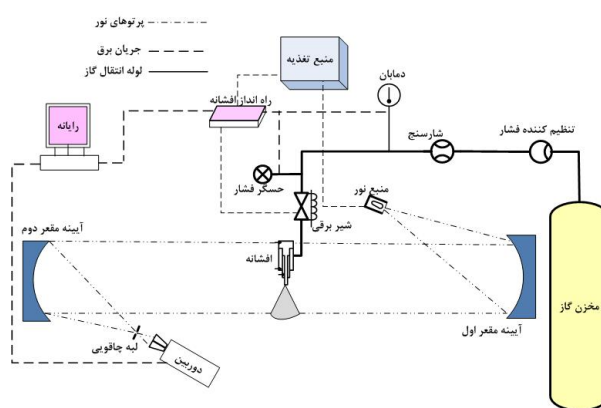 پرتوهای نور
جریان برق
لوله انتقال گاز
منبع تغذیه
دمابان
راه انداز افشانه
رایانه
شارسنج
تنظیم کننده فشار
حسگر فشار
منبع نور
شیر برقی
آیینه مقعر دوم
افشانه
مخزن گاز
آیینه مقعر اول
لبه چاقویی
دوربین